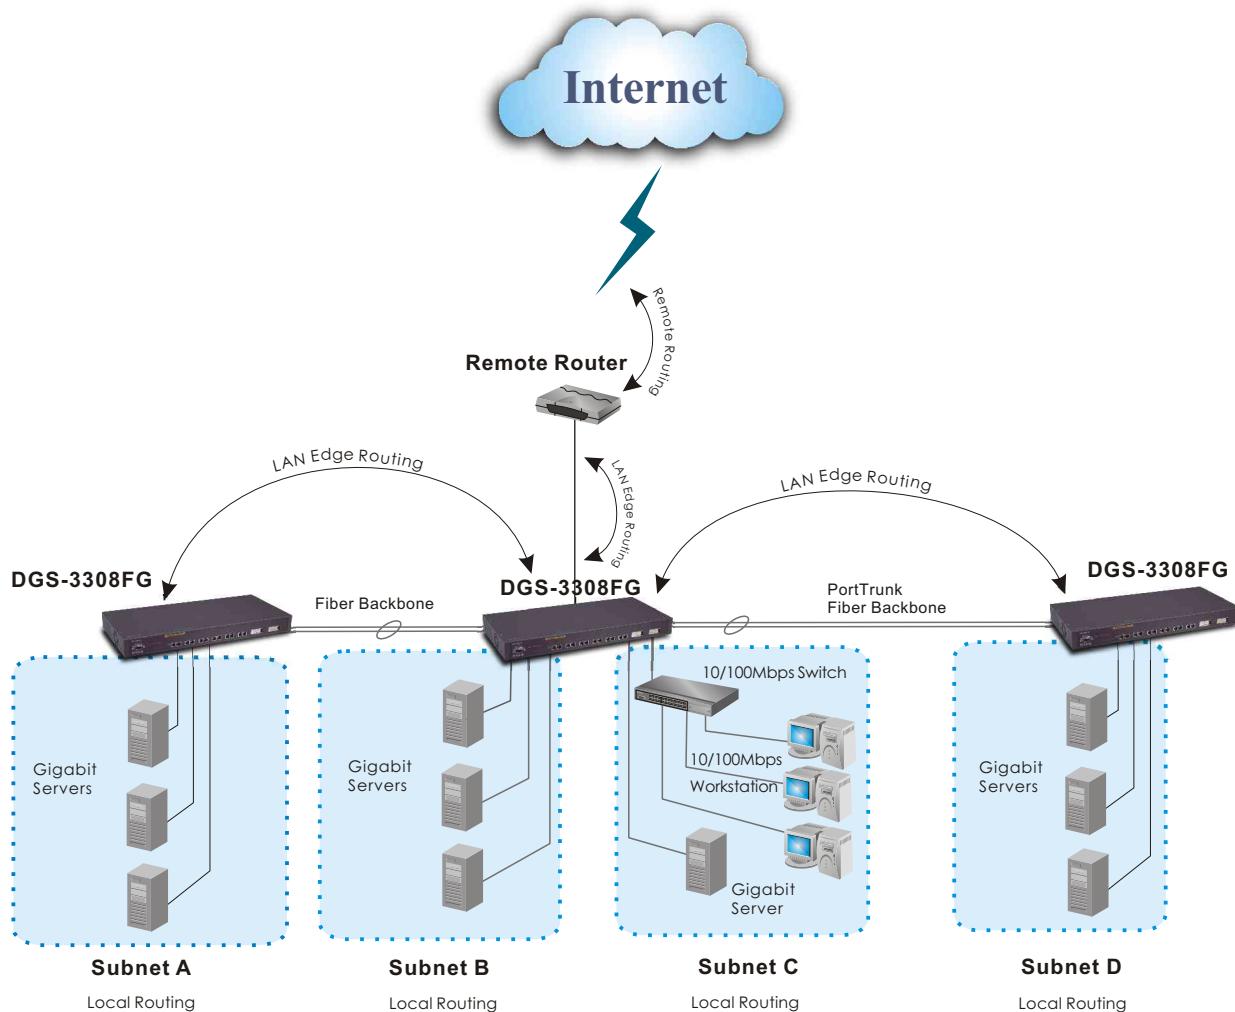 Internet
Remote Routing
Remote Router
LAN Edge Routing
LAN Edge Routing
LAN Edge Routing
DGS-3308FG
DGS-3308FG
DGS-3308FG
Fiber Backbone
PortTrunk
Fiber Backbone
10/100Mbps Switch
10/100Mbps
Workstation
Gigabit
Servers
Gigabit
Servers
Gigabit
Server
Gigabit
Servers
Subnet A
Local Routing
Subnet B
Local Routing
Subnet C
Local Routing
Subnet D
Local Routing